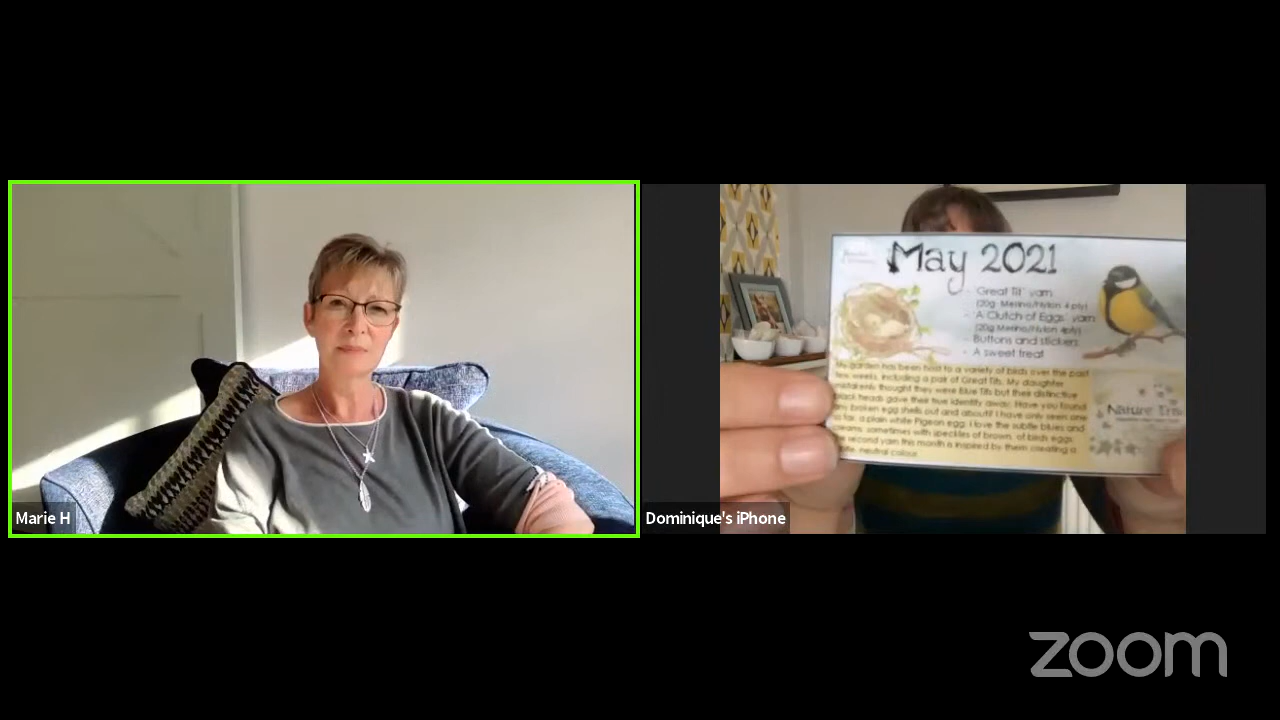 May 2021
- 'Great Tit' yarn
(20g Merino/Nylon 4 ply)
- 'A Clutch of Eggs' yarn
(20g Merino/Nylon 4ply)
- Buttons and stickers
- A sweet treat
My garden has been host to a variety of birds over the past
few weeks, including a pair of Great Tits. My daughter
mistakenly thought they were Blue Tits but their distinctive
black heads gave their true identity away. Have you found
any broken egg shells out and about? I have only seen one
so far, a plain white Pigeon egg. I love the subtle blues and
creams, sometimes with speckles of brown, of birds eggs.
second yarn this month is inspired by them creating a
neutral colour.
Nature
Marie H
Dominique's iPhone
zoom